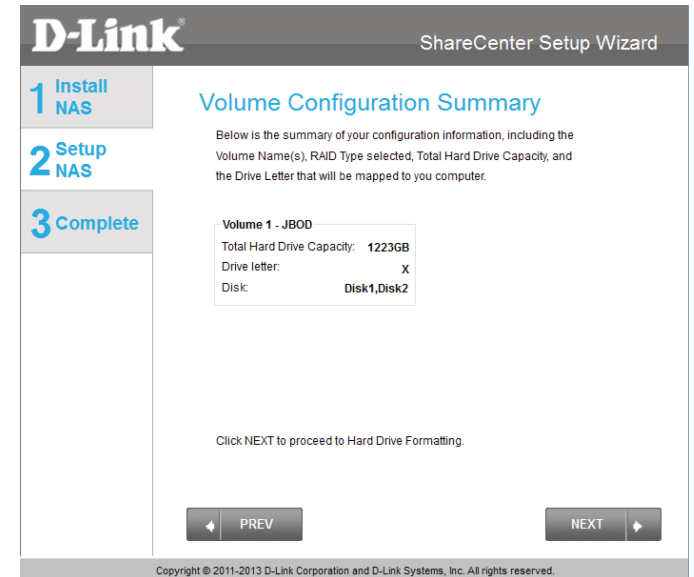 D-Link®
ShareCenter Setup Wizard
1 Install
NAS
2 Setup
NAS
3 Complete
Volume Configuration Summary
Below is the summary of your configuration information, including the
Volume Name(s), RAID Type selected, Total Hard Drive Capacity, and
the Drive Letter that will be mapped to you computer.
Volume 1 - JBOD
Total Hard Drive Capacity: 1223GB
Drive letter: X
Disk: Disk1,Disk2
Click NEXT to proceed to Hard Drive Formatting.
PREV
NEXT
Copyright © 2011-2013 D-Link Corporation and D-Link Systems, Inc. All rights reserved.